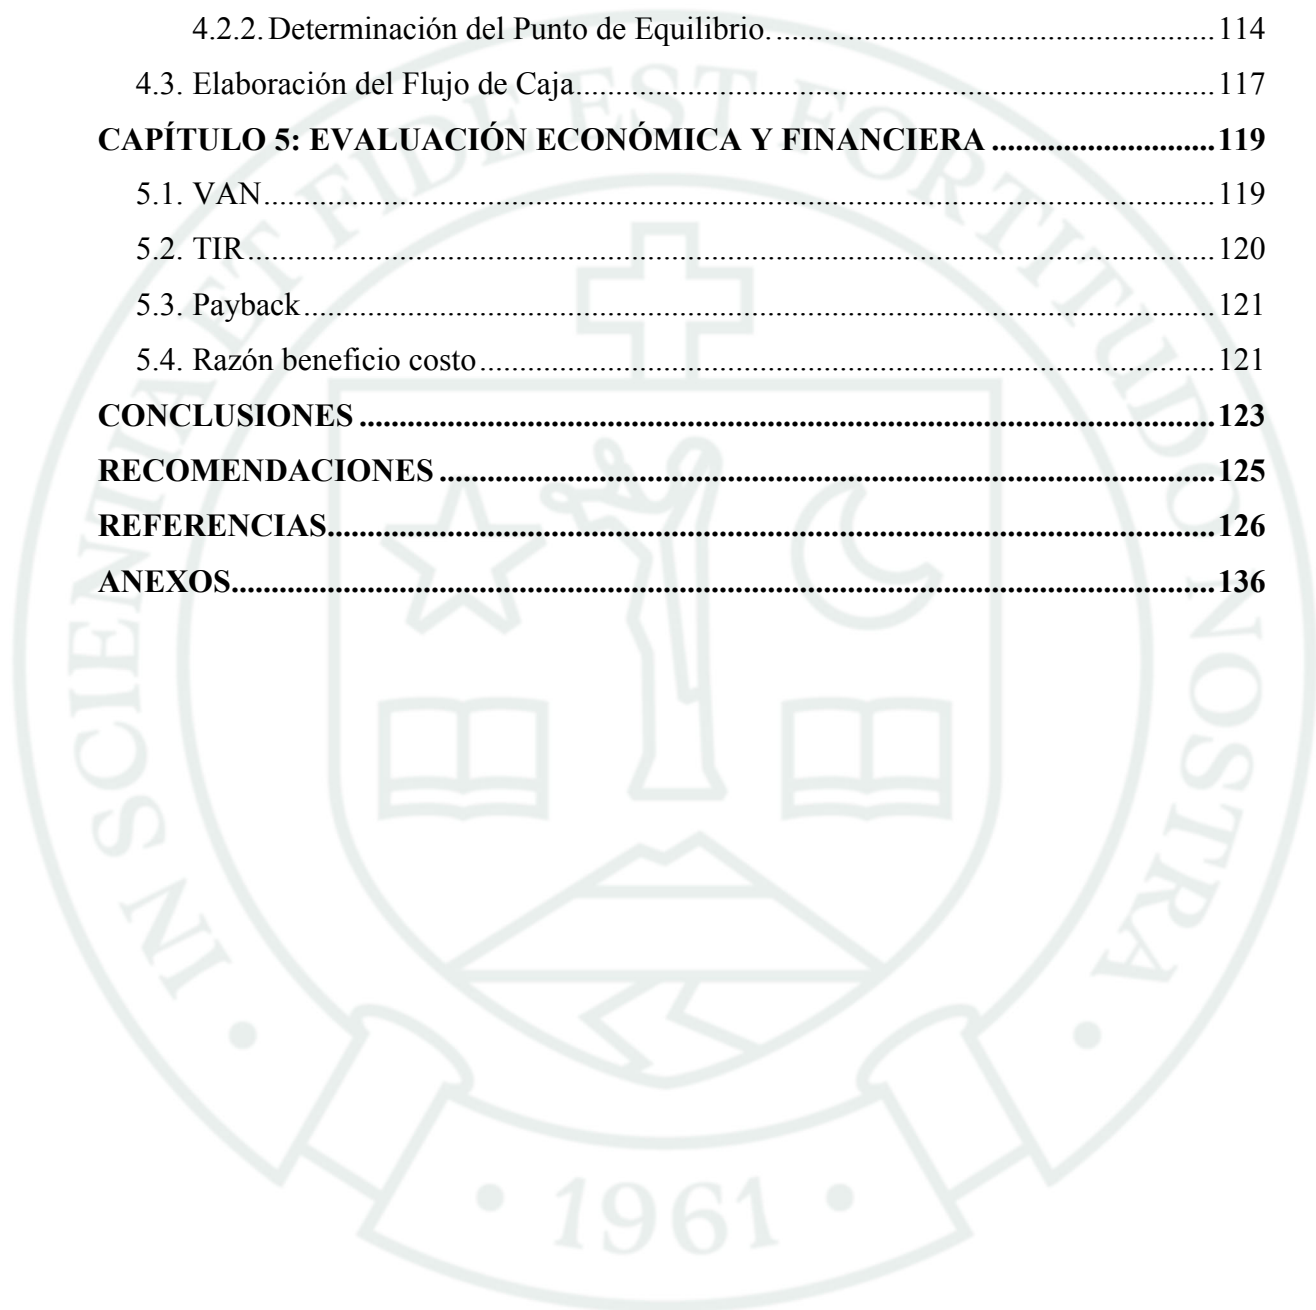 4.2.2. Determinación del Punto de Equilibrio. ........ 114
4.3. Elaboración del Flujo de Caja ........ 117
CAPÍTULO 5: EVALUACIÓN ECONÓMICA Y FINANCIERA ........ 119
5.1. VAN ........ 119
5.2. TIR ........ 120
5.3. Payback ........ 121
5.4. Razón beneficio costo ........ 121
CONCLUSIONES ........ 123
RECOMENDACIONES ........ 125
REFERENCIAS ........ 126
ANEXOS ........ 136
IN SCIENTIA ET FIDE EST FORTITUDO NOSTRA
• 1961 •